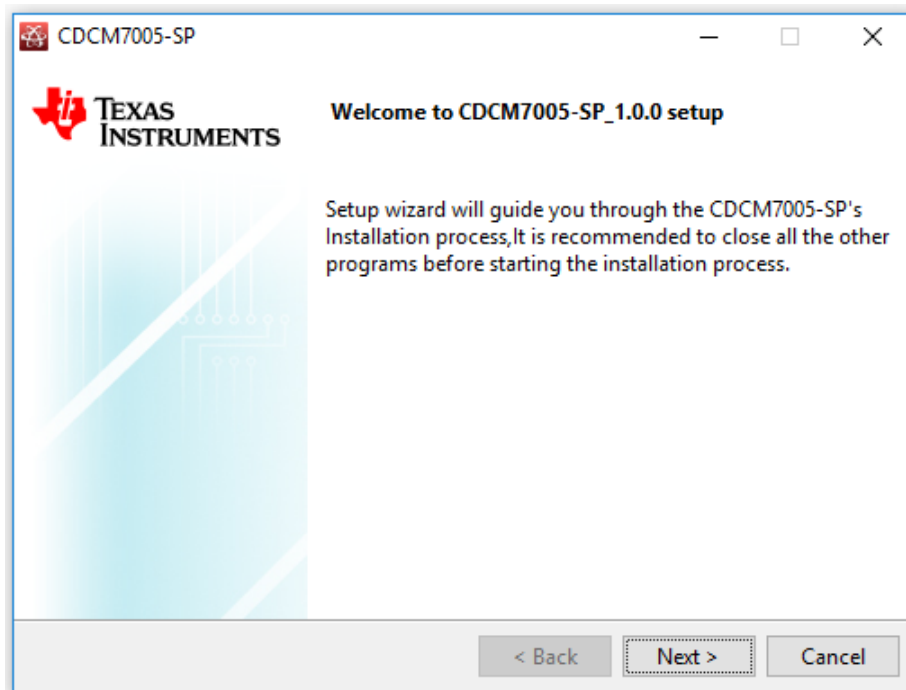 CDCM7005-SP
TEXAS
INSTRUMENTS
Welcome to CDCM7005-SP_1.0.0 setup
Setup wizard will guide you through the CDCM7005-SP's
Installation process,It is recommended to close all the other
programs before starting the installation process.
< Back
Next >
Cancel